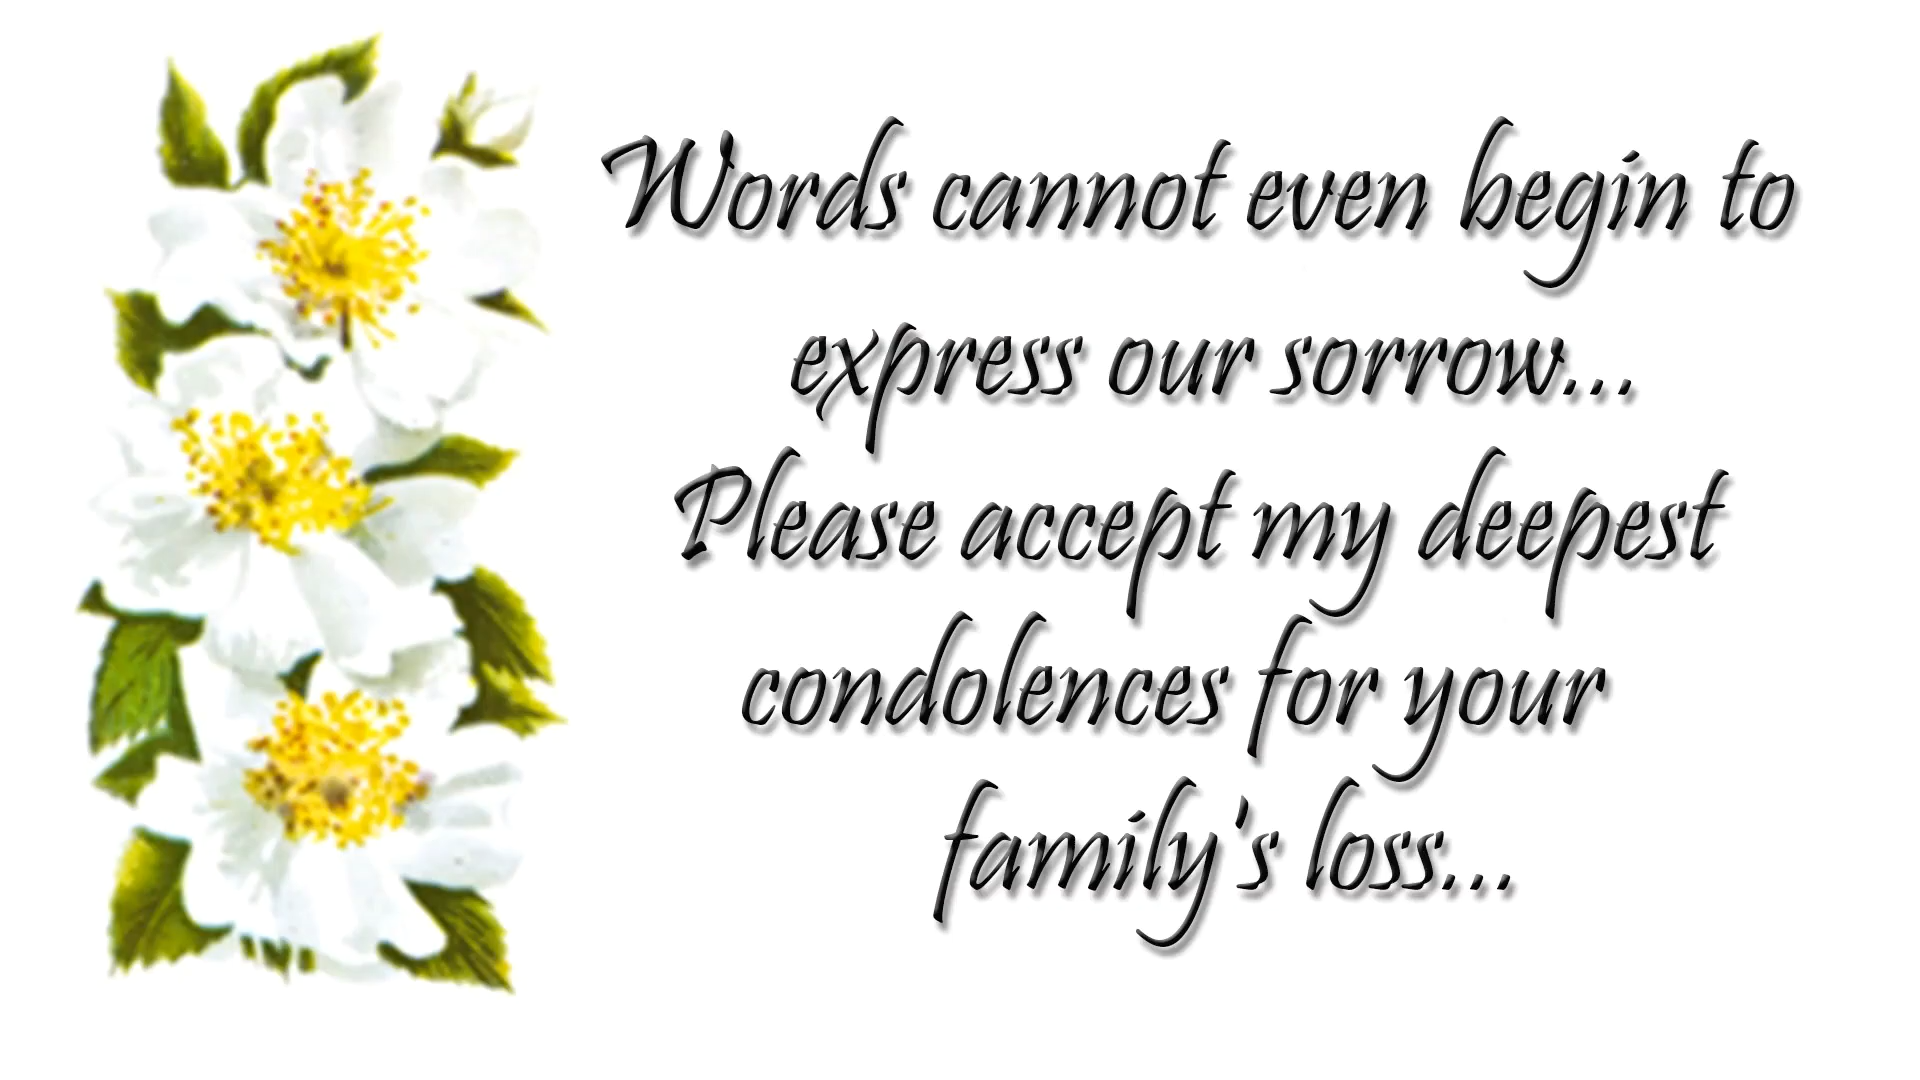 Words cannot even begin to
express our sorrow...
Please accept my deepest
condolences for your
family's loss...